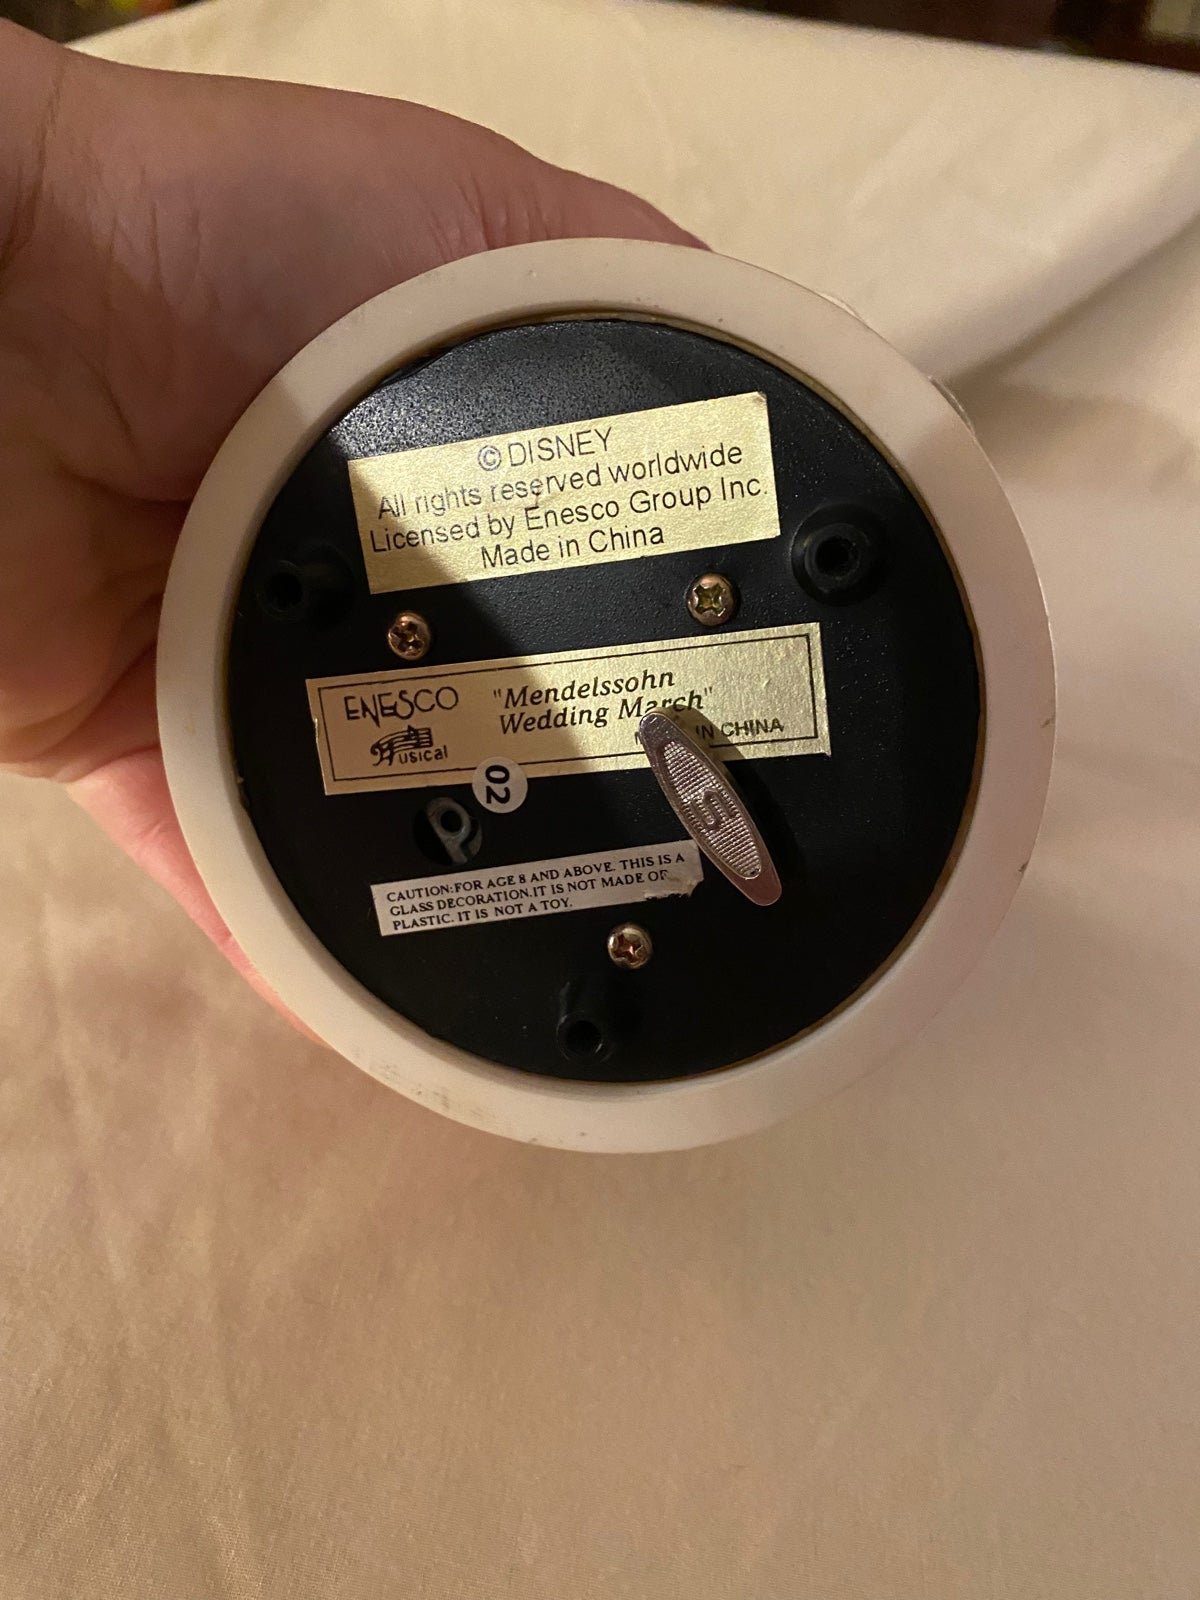 © DISNEY
All rights reserved worldwide
Licensed by Enesco Group Inc.
Made in China
ENESCO
Musical
"Mendelssohn
Wedding March"
IN CHINA
02
CAUTION:FOR AGE 8 AND ABOVE. THIS IS A
GLASS DECORATION.IT IS NOT MADE OF
PLASTIC. IT IS NOT A TOY.